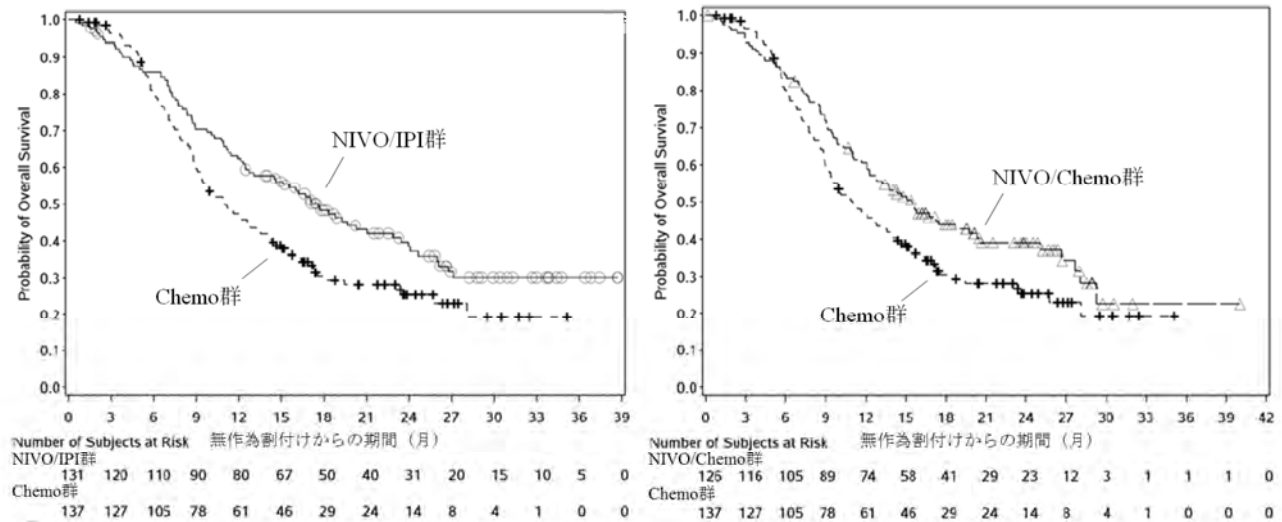 Probability of Overall Survival
1.0
0.9
0.8
0.7
0.6
0.5
0.4
0.3
0.2
0.1
0.0
NIVO/IPI群
Chemo群
0 3 6 9 12 15 18 21 24 27 30 33 36 39
Number of Subjects at Risk 無作為割付けからの期間（月）
NIVO/IPI群
131 120 110 90 80 67 50 40 31 20 15 10 5 0
Chemo群
137 127 105 78 61 46 29 24 14 8 4 1 0 0
Probability of Overall Survival
1.0
0.9
0.8
0.7
0.6
0.5
0.4
0.3
0.2
0.1
0.0
NIVO/Chemo群
Chemo群
0 3 6 9 12 15 18 21 24 27 30 33 36 39 42
Number of Subjects at Risk 無作為割付けからの期間（月）
NIVO/Chemo群
126 116 105 89 74 58 41 29 23 12 3 1 1 1 0
Chemo群
137 127 105 78 61 46 29 24 14 8 4 1 0 0 0